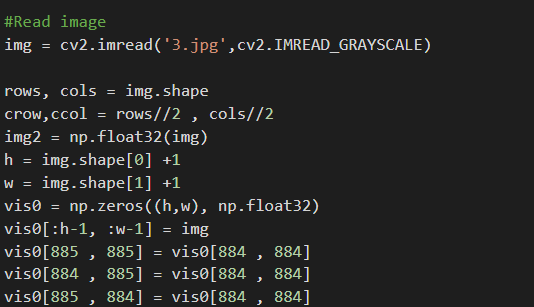 #Read image
img = cv2.imread('3.jpg',cv2.IMREAD_GRAYSCALE)
rows, cols = img.shape
crow,ccol = rows//2 , cols//2
img2 = np.float32(img)
h = img.shape[0] +1
w = img.shape[1] +1
vis0 = np.zeros((h,w), np.float32)
vis0[:h-1, :w-1] = img
vis0[885 , 885] = vis0[884 , 884]
vis0[884 , 885] = vis0[884 , 884]
vis0[885 , 884] = vis0[884 , 884]